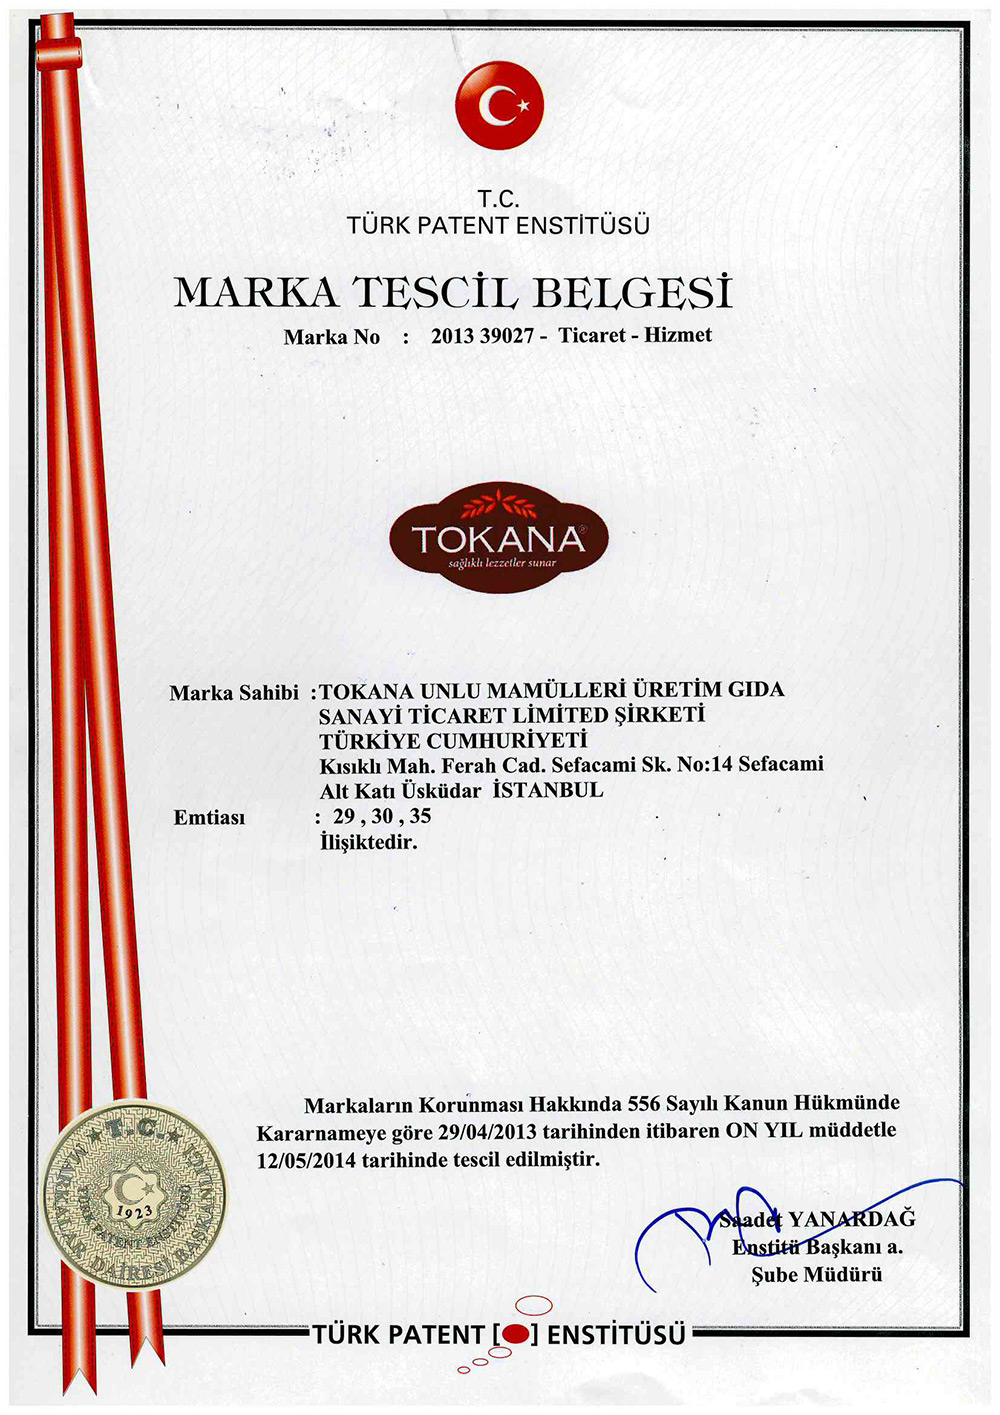 T.C.
TÜRK PATENT ENSTİTÜSÜ
MARKA TESCİL BELGESİ
Marka No : 2013 39027 - Ticaret - Hizmet
TOKANA®
sağlıklı lezzetler sunar
Marka Sahibi : TOKANA UNLU MAMÜLLERİ ÜRETİM GIDA
SANAYİ TİCARET LİMİTED ŞİRKETİ
TÜRKİYE CUMHURİYETİ
Kısıklı Mah. Ferah Cad. Sefacami Sk. No:14 Sefacami
Alt Katı Üsküdar İSTANBUL
Emtiası : 29 , 30 , 35
İlişiktedir.
Markaların Korunması Hakkında 556 Sayılı Kanun Hükmünde
Kararnameye göre 29/04/2013 tarihinden itibaren ON YIL müddetle
12/05/2014 tarihinde tescil edilmiştir.
T.C.
MARKALAR DAİRESİ BAŞKANLIĞI
TÜRK PATENT ENSTİTÜSÜ
1923
Saadet YANARDAĞ
Enstitü Başkanı a.
Şube Müdürü
TÜRK PATENT [ ] ENSTİTÜSÜ